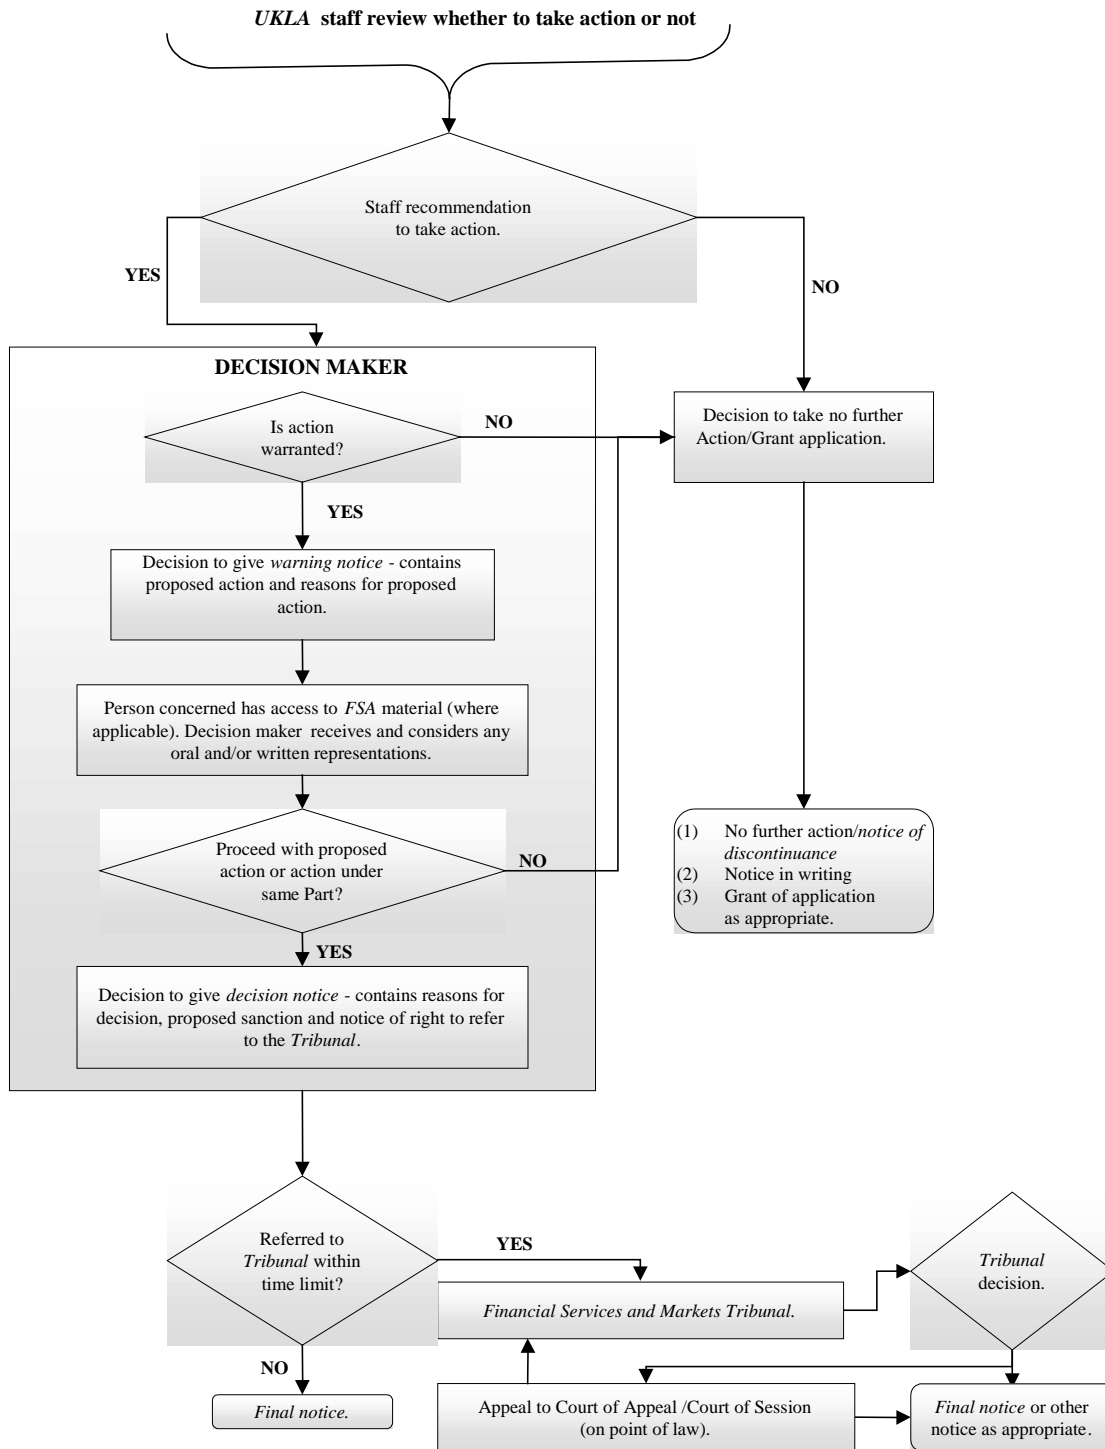 UKLA staff review whether to take action or not
Staff recommendation
to take action.
YES
NO
DECISION MAKER
Is action
warranted?
NO
Decision to take no further
Action/Grant application.
YES
Decision to give warning notice - contains
proposed action and reasons for proposed
action.
Person concerned has access to FSA material (where
applicable). Decision maker receives and considers any
oral and/or written representations.
Proceed with proposed
action or action under
same Part?
NO
(1) No further action/notice of
discontinuance
(2) Notice in writing
(3) Grant of application
as appropriate.
YES
Decision to give decision notice - contains reasons for
decision, proposed sanction and notice of right to refer
to the Tribunal.
Referred to
Tribunal within
time limit?
YES
Tribunal
decision.
Financial Services and Markets Tribunal.
NO
Final notice.
Appeal to Court of Appeal /Court of Session
(on point of law).
Final notice or other
notice as appropriate.